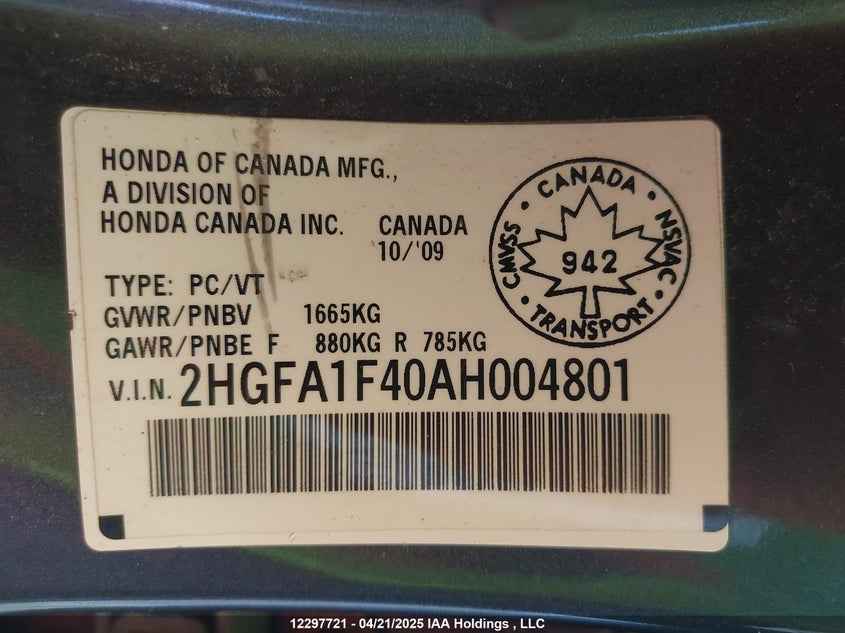 HONDA OF CANADA MFG.,
A DIVISION OF
HONDA CANADA INC. CANADA
10/'09
CANADA
CMVSS
NSVAC
942
TRANSPORT
TYPE: PC/VT
GVWR/PNBV 1665KG
GAWR/PNBE F 880KG R 785KG
V.I.N. 2HGFA1F40AH004801
12297721 - 04/21/2025 IAA Holdings , LLC